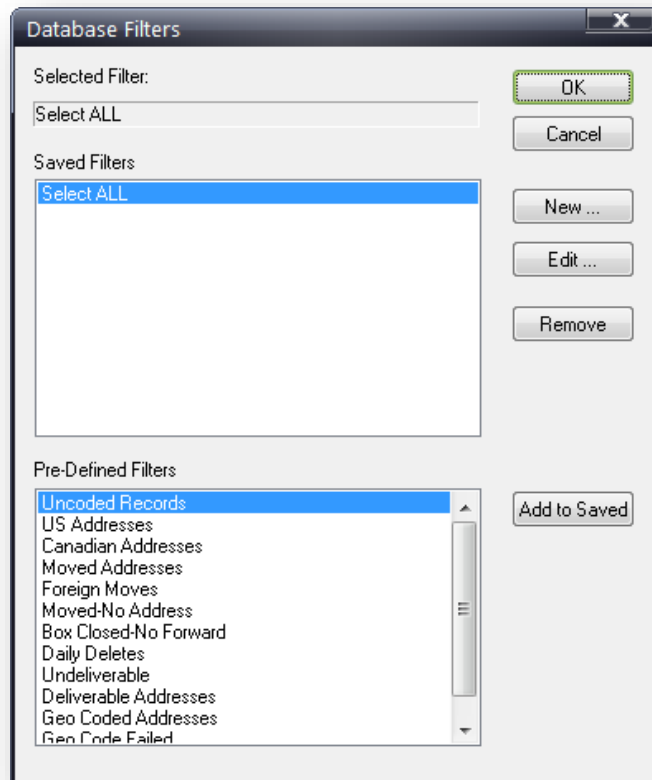 Database Filters
X
Selected Filter:
Select ALL
OK
Cancel
Saved Filters
Select ALL
New ...
Edit ...
Remove
Pre-Defined Filters
Uncoded Records
US Addresses
Canadian Addresses
Moved Addresses
Foreign Moves
Moved-No Address
Box Closed-No Forward
Daily Deletes
Undeliverable
Deliverable Addresses
Geo Coded Addresses
Geo Code Failed
Add to Saved